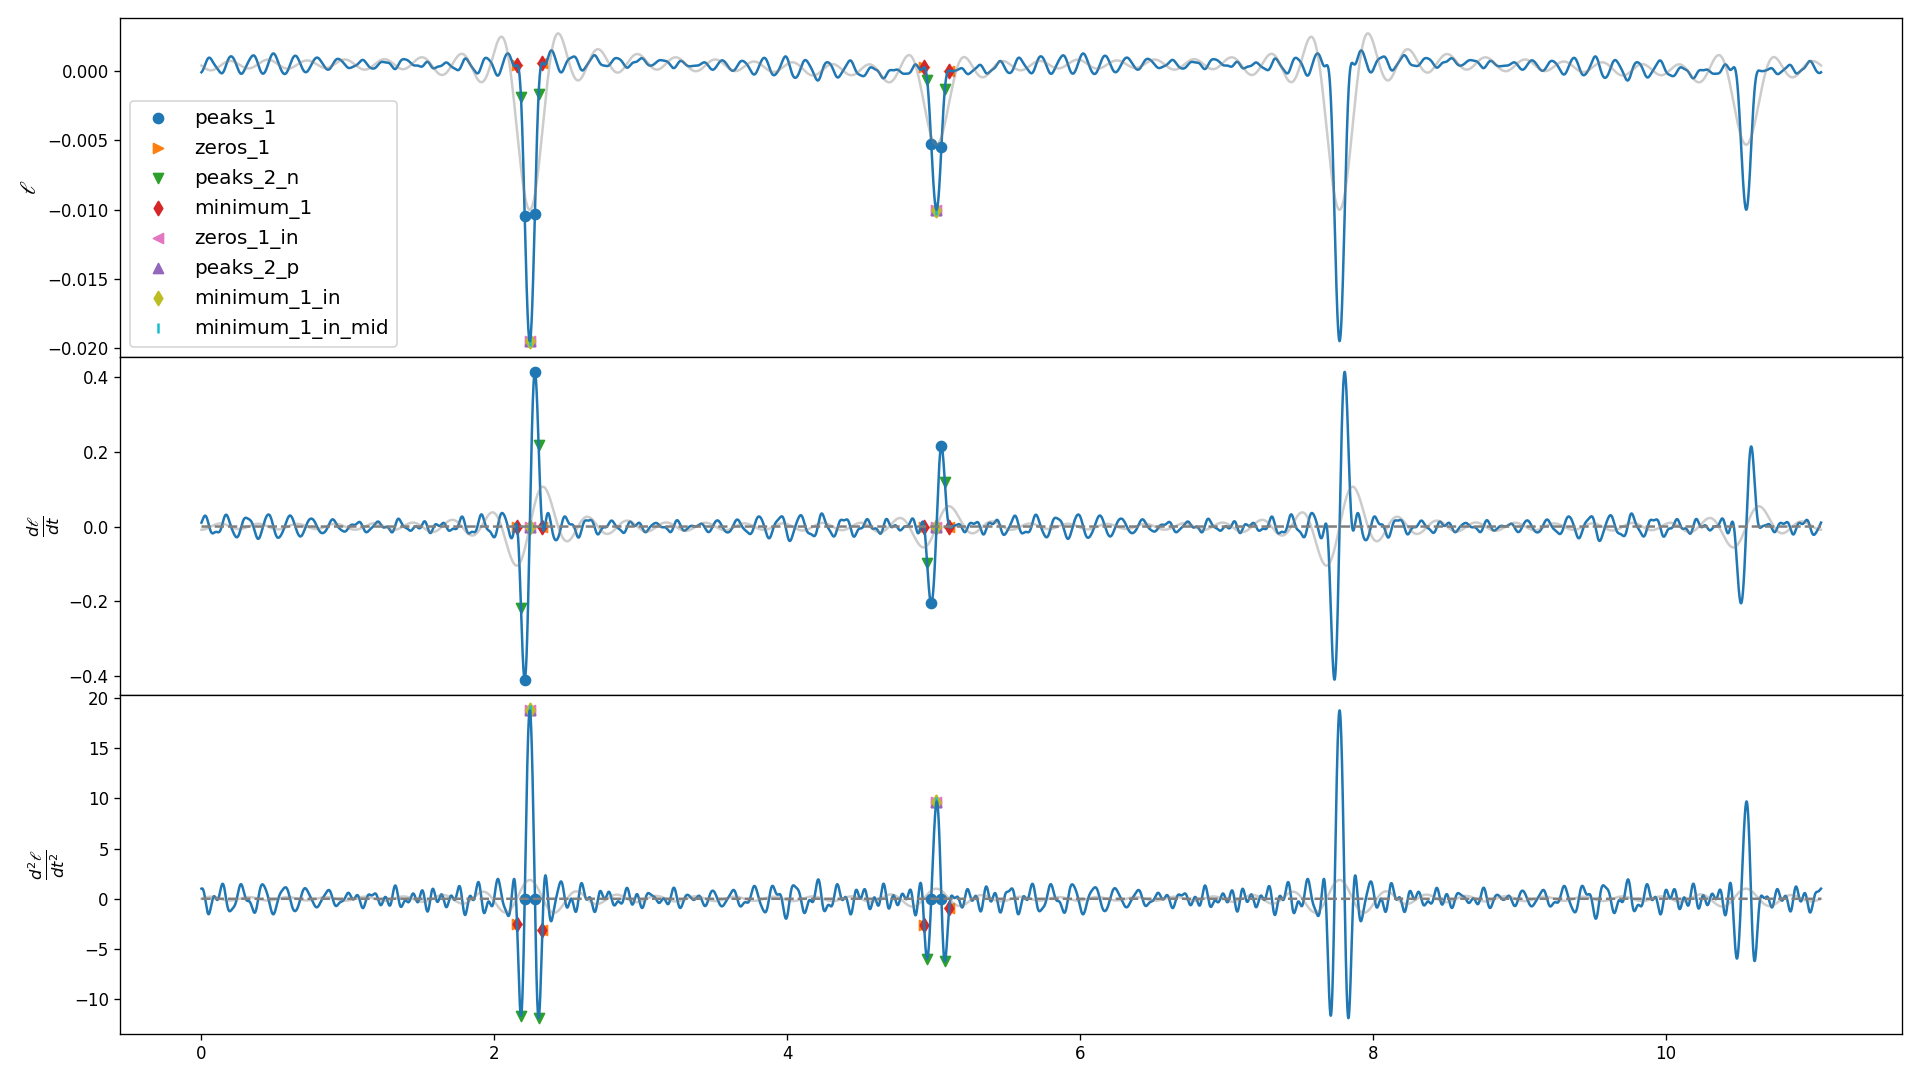 0.000
−0.005
−0.010
−0.015
−0.020
ℓ
peaks_1
zeros_1
peaks_2_n
minimum_1
zeros_1_in
peaks_2_p
minimum_1_in
minimum_1_in_mid
0.4
0.2
0.0
−0.2
−0.4
dℓ/dt
20
15
10
5
0
−5
−10
d²ℓ/dt²
0 2 4 6 8 10